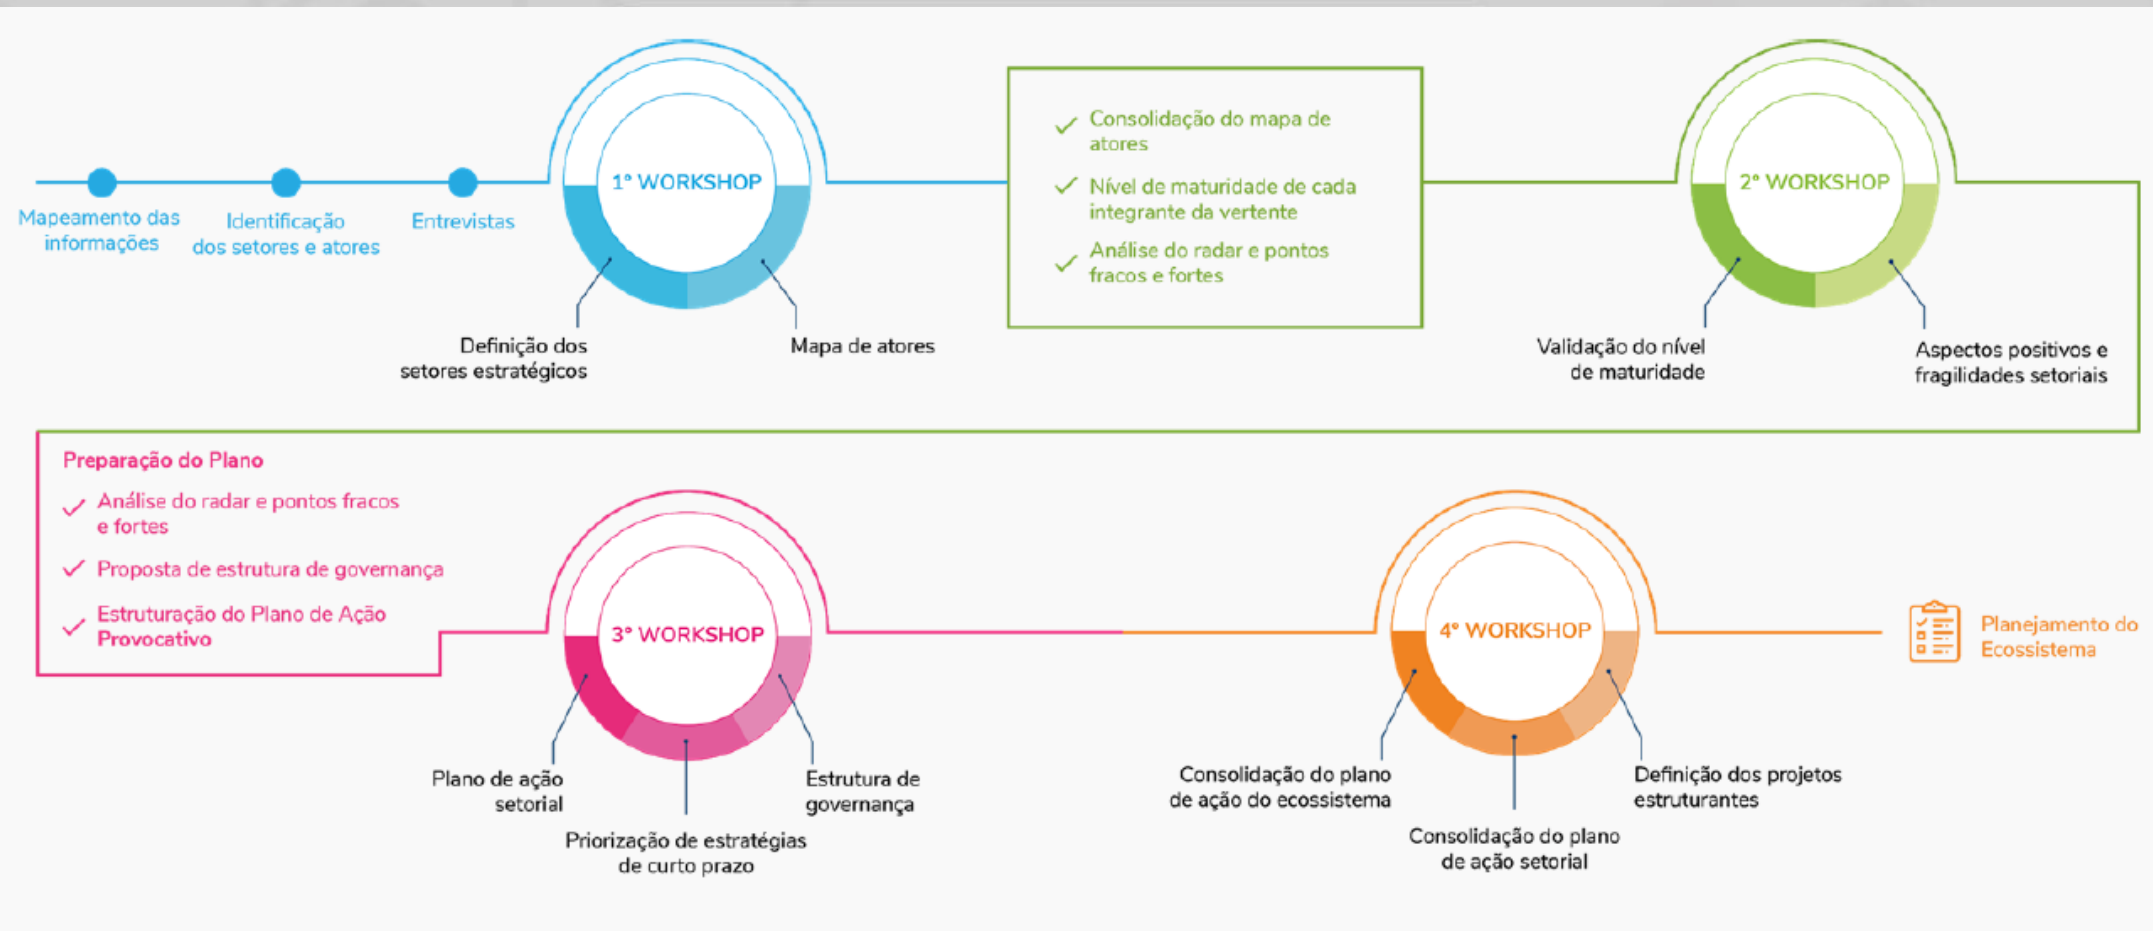 Mapeamento das
informações
Identificação
dos setores e atores
Entrevistas
1º WORKSHOP
Definição dos
setores estratégicos
Mapa de atores
Consolidação do mapa de
atores
Nível de maturidade de cada
integrante da vertente
Análise do radar e pontos
fracos e fortes
2º WORKSHOP
Validação do nível
de maturidade
Aspectos positivos e
fragilidades setoriais
Preparação do Plano
Análise do radar e pontos fracos
e fortes
Proposta de estrutura de governança
Estruturação do Plano de Ação
Provocativo
3º WORKSHOP
Plano de ação
setorial
Priorização de estratégias
de curto prazo
Estrutura de
governança
4º WORKSHOP
Consolidação do plano
de ação do ecossistema
Consolidação do plano
de ação setorial
Definição dos projetos
estruturantes
Planejamento do
Ecossistema